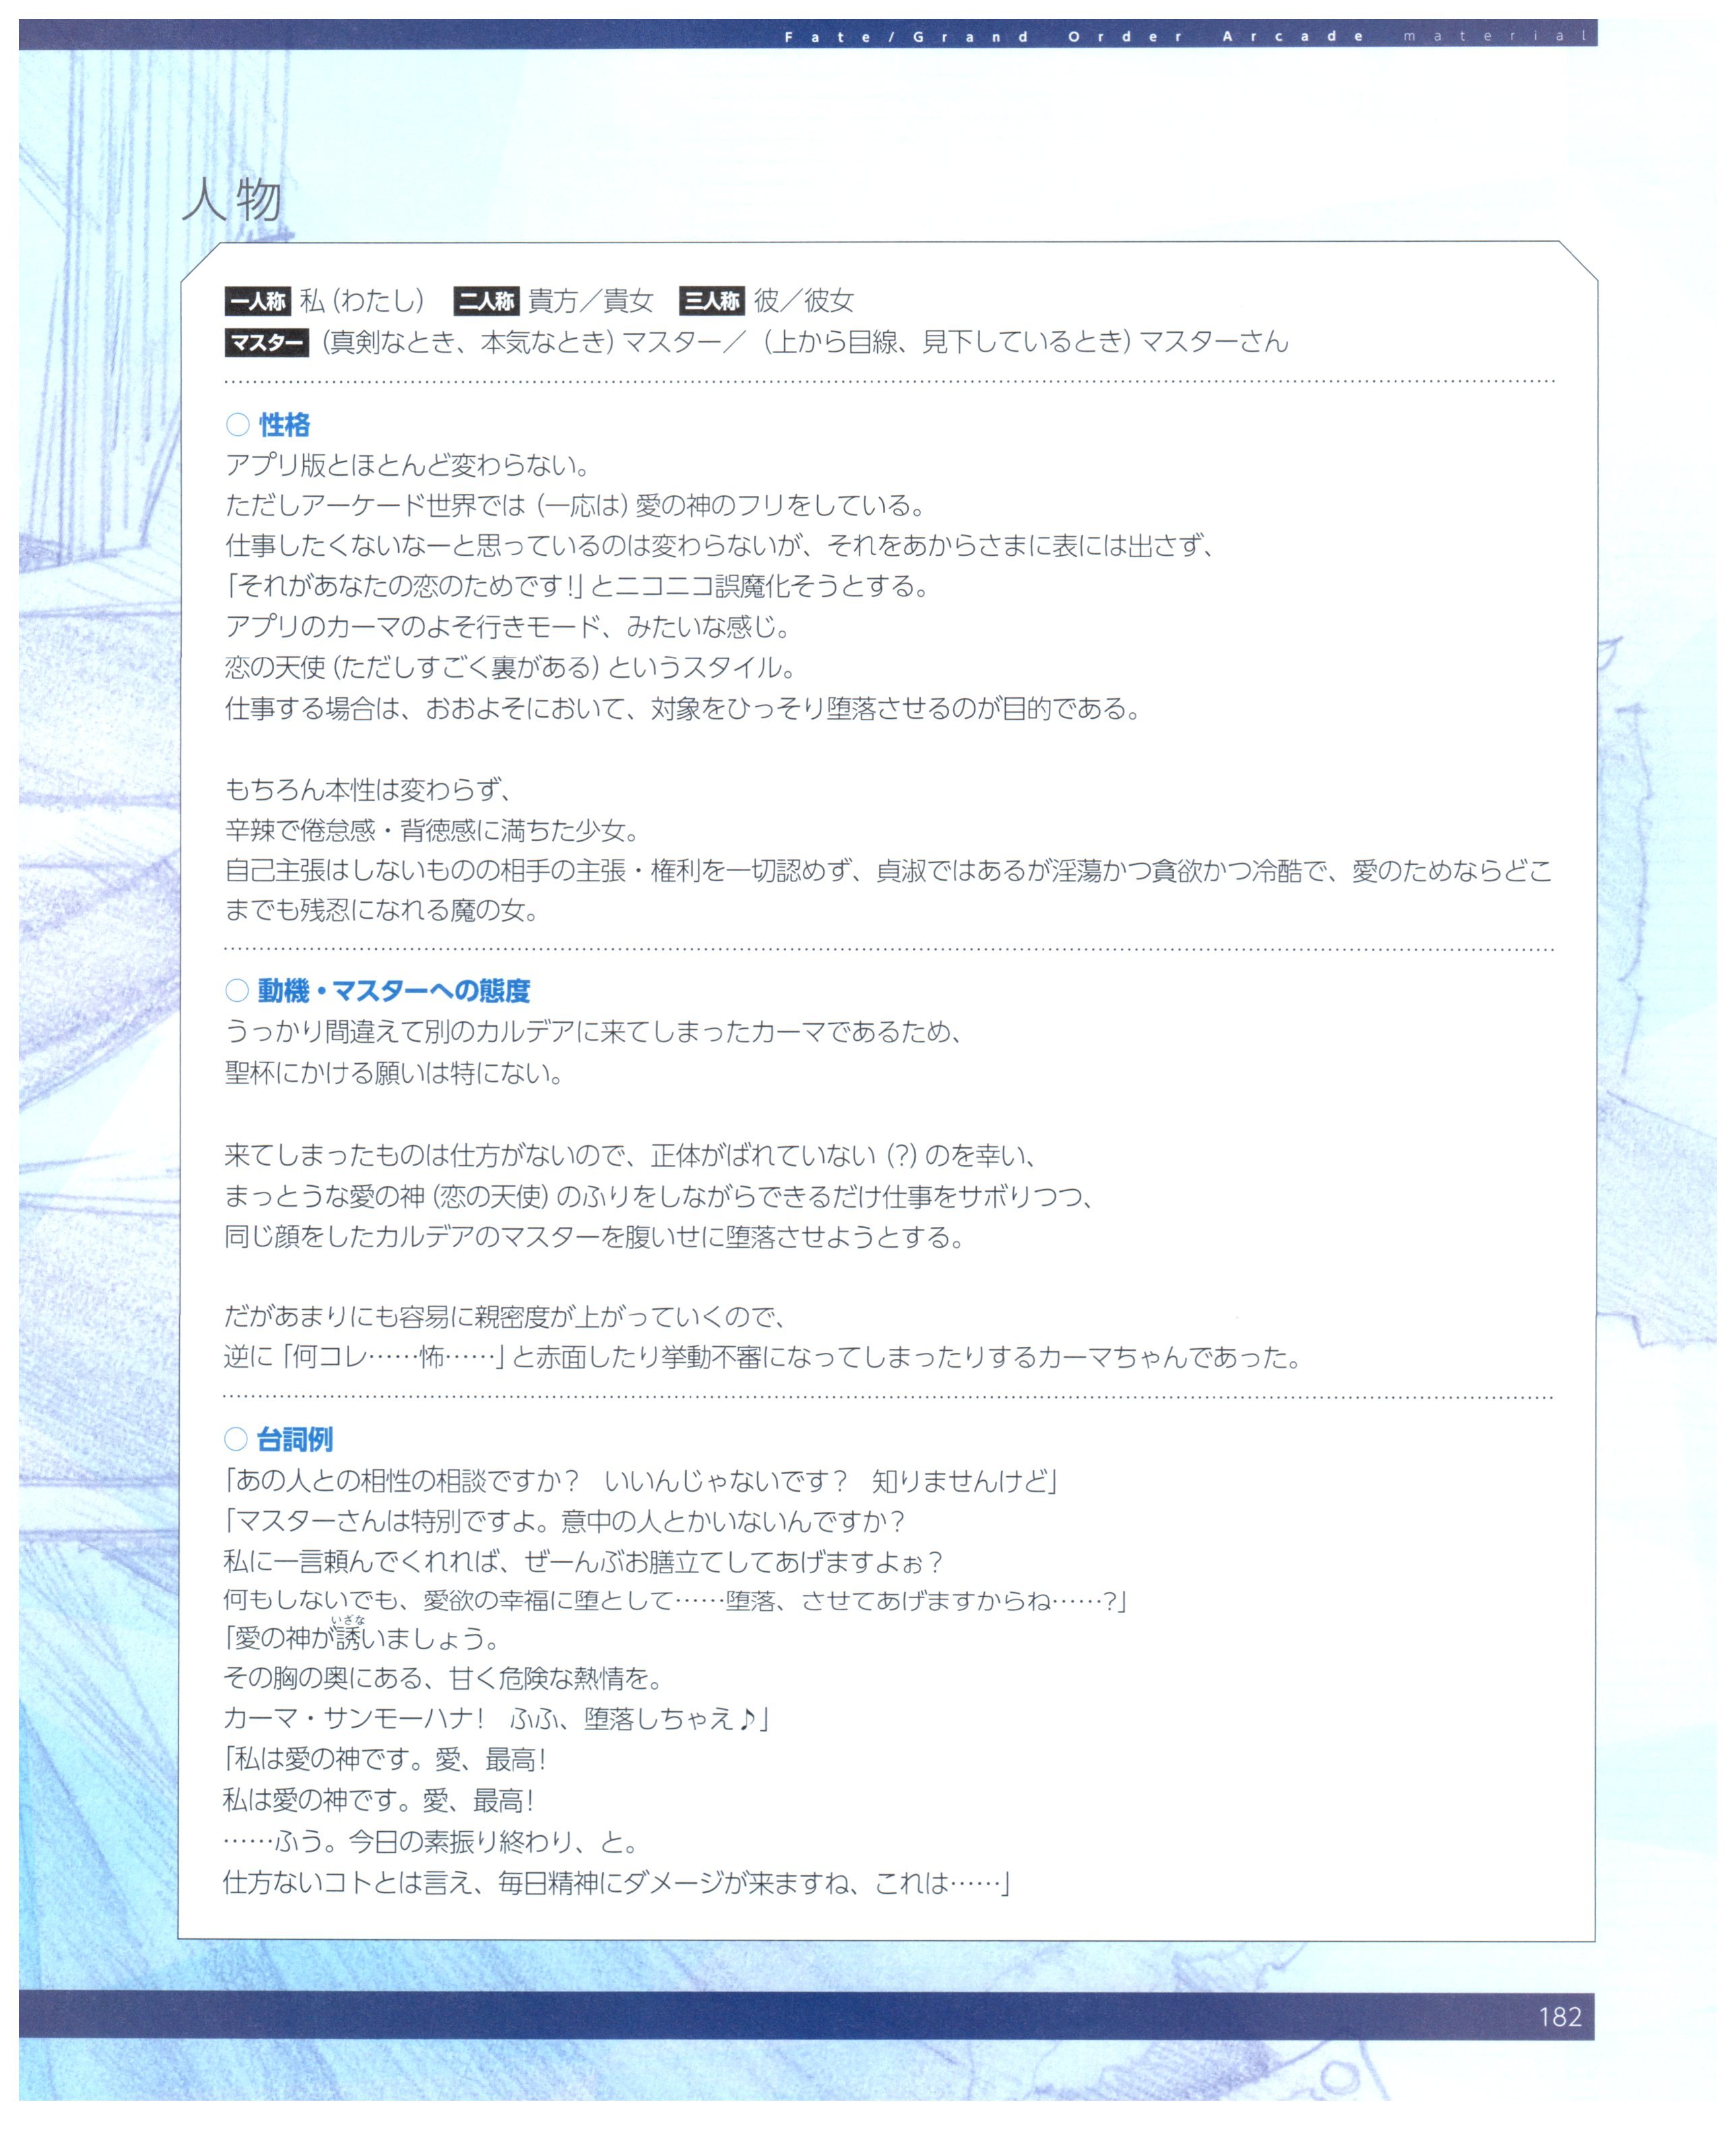 Fate/Grand Order Arcade material
人物
一人称 私（わたし） 二人称 貴方／貴女 三人称 彼／彼女
マスター （真剣なとき、本気なとき）マスター／（上から目線、見下しているとき）マスターさん
○ 性格
アプリ版とほとんど変わらない。
ただしアーケード世界では（一応は）愛の神のフリをしている。
仕事したくないなーと思っているのは変わらないが、それをあからさまに表には出さず、
「それがあなたの恋のためです！」とニコニコ誤魔化そうとする。
アプリのカーマのよそ行きモード、みたいな感じ。
恋の天使（ただしすごく裏がある）というスタイル。
仕事する場合は、おおよそにおいて、対象をひっそり堕落させるのが目的である。
もちろん本性は変わらず、
辛辣で倦怠感・背徳感に満ちた少女。
自己主張はしないものの相手の主張・権利を一切認めず、貞淑ではあるが淫蕩かつ貪欲かつ冷酷で、愛のためならどこ
までも残忍になれる魔の女。
○ 動機・マスターへの態度
うっかり間違えて別のカルデアに来てしまったカーマであるため、
聖杯にかける願いは特にない。
来てしまったものは仕方がないので、正体がばれていない（？）のを幸い、
まっとうな愛の神（恋の天使）のふりをしながらできるだけ仕事をサボりつつ、
同じ顔をしたカルデアのマスターを腹いせに堕落させようとする。
だがあまりにも容易に親密度が上がっていくので、
逆に「何コレ……怖……」と赤面したり挙動不審になってしまったりするカーマちゃんであった。
○ 台詞例
「あの人との相性の相談ですか？　いいんじゃないです？　知りませんけど」
「マスターさんは特別ですよ。意中の人とかいないんですか？
私に一言頼んでくれれば、ぜーんぶお膳立てしてあげますよぉ？
何もしないでも、愛欲の幸福に堕として……堕落、させてあげますからね……？」
いざな
「愛の神が誘いましょう。
その胸の奥にある、甘く危険な熱情を。
カーマ・サンモーハナ！　ふふ、堕落しちゃえ♪」
「私は愛の神です。愛、最高！
私は愛の神です。愛、最高！
……ふう。今日の素振り終わり、と。
仕方ないコトとは言え、毎日精神にダメージが来ますね、これは……」
182